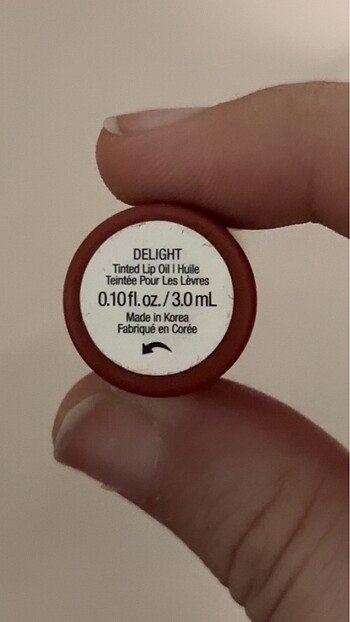 DELIGHT
Tinted Lip Oil | Huile
Teintée Pour Les Lèvres
0.10 fl. oz. / 3.0 mL
Made in Korea
Fabriqué en Corée